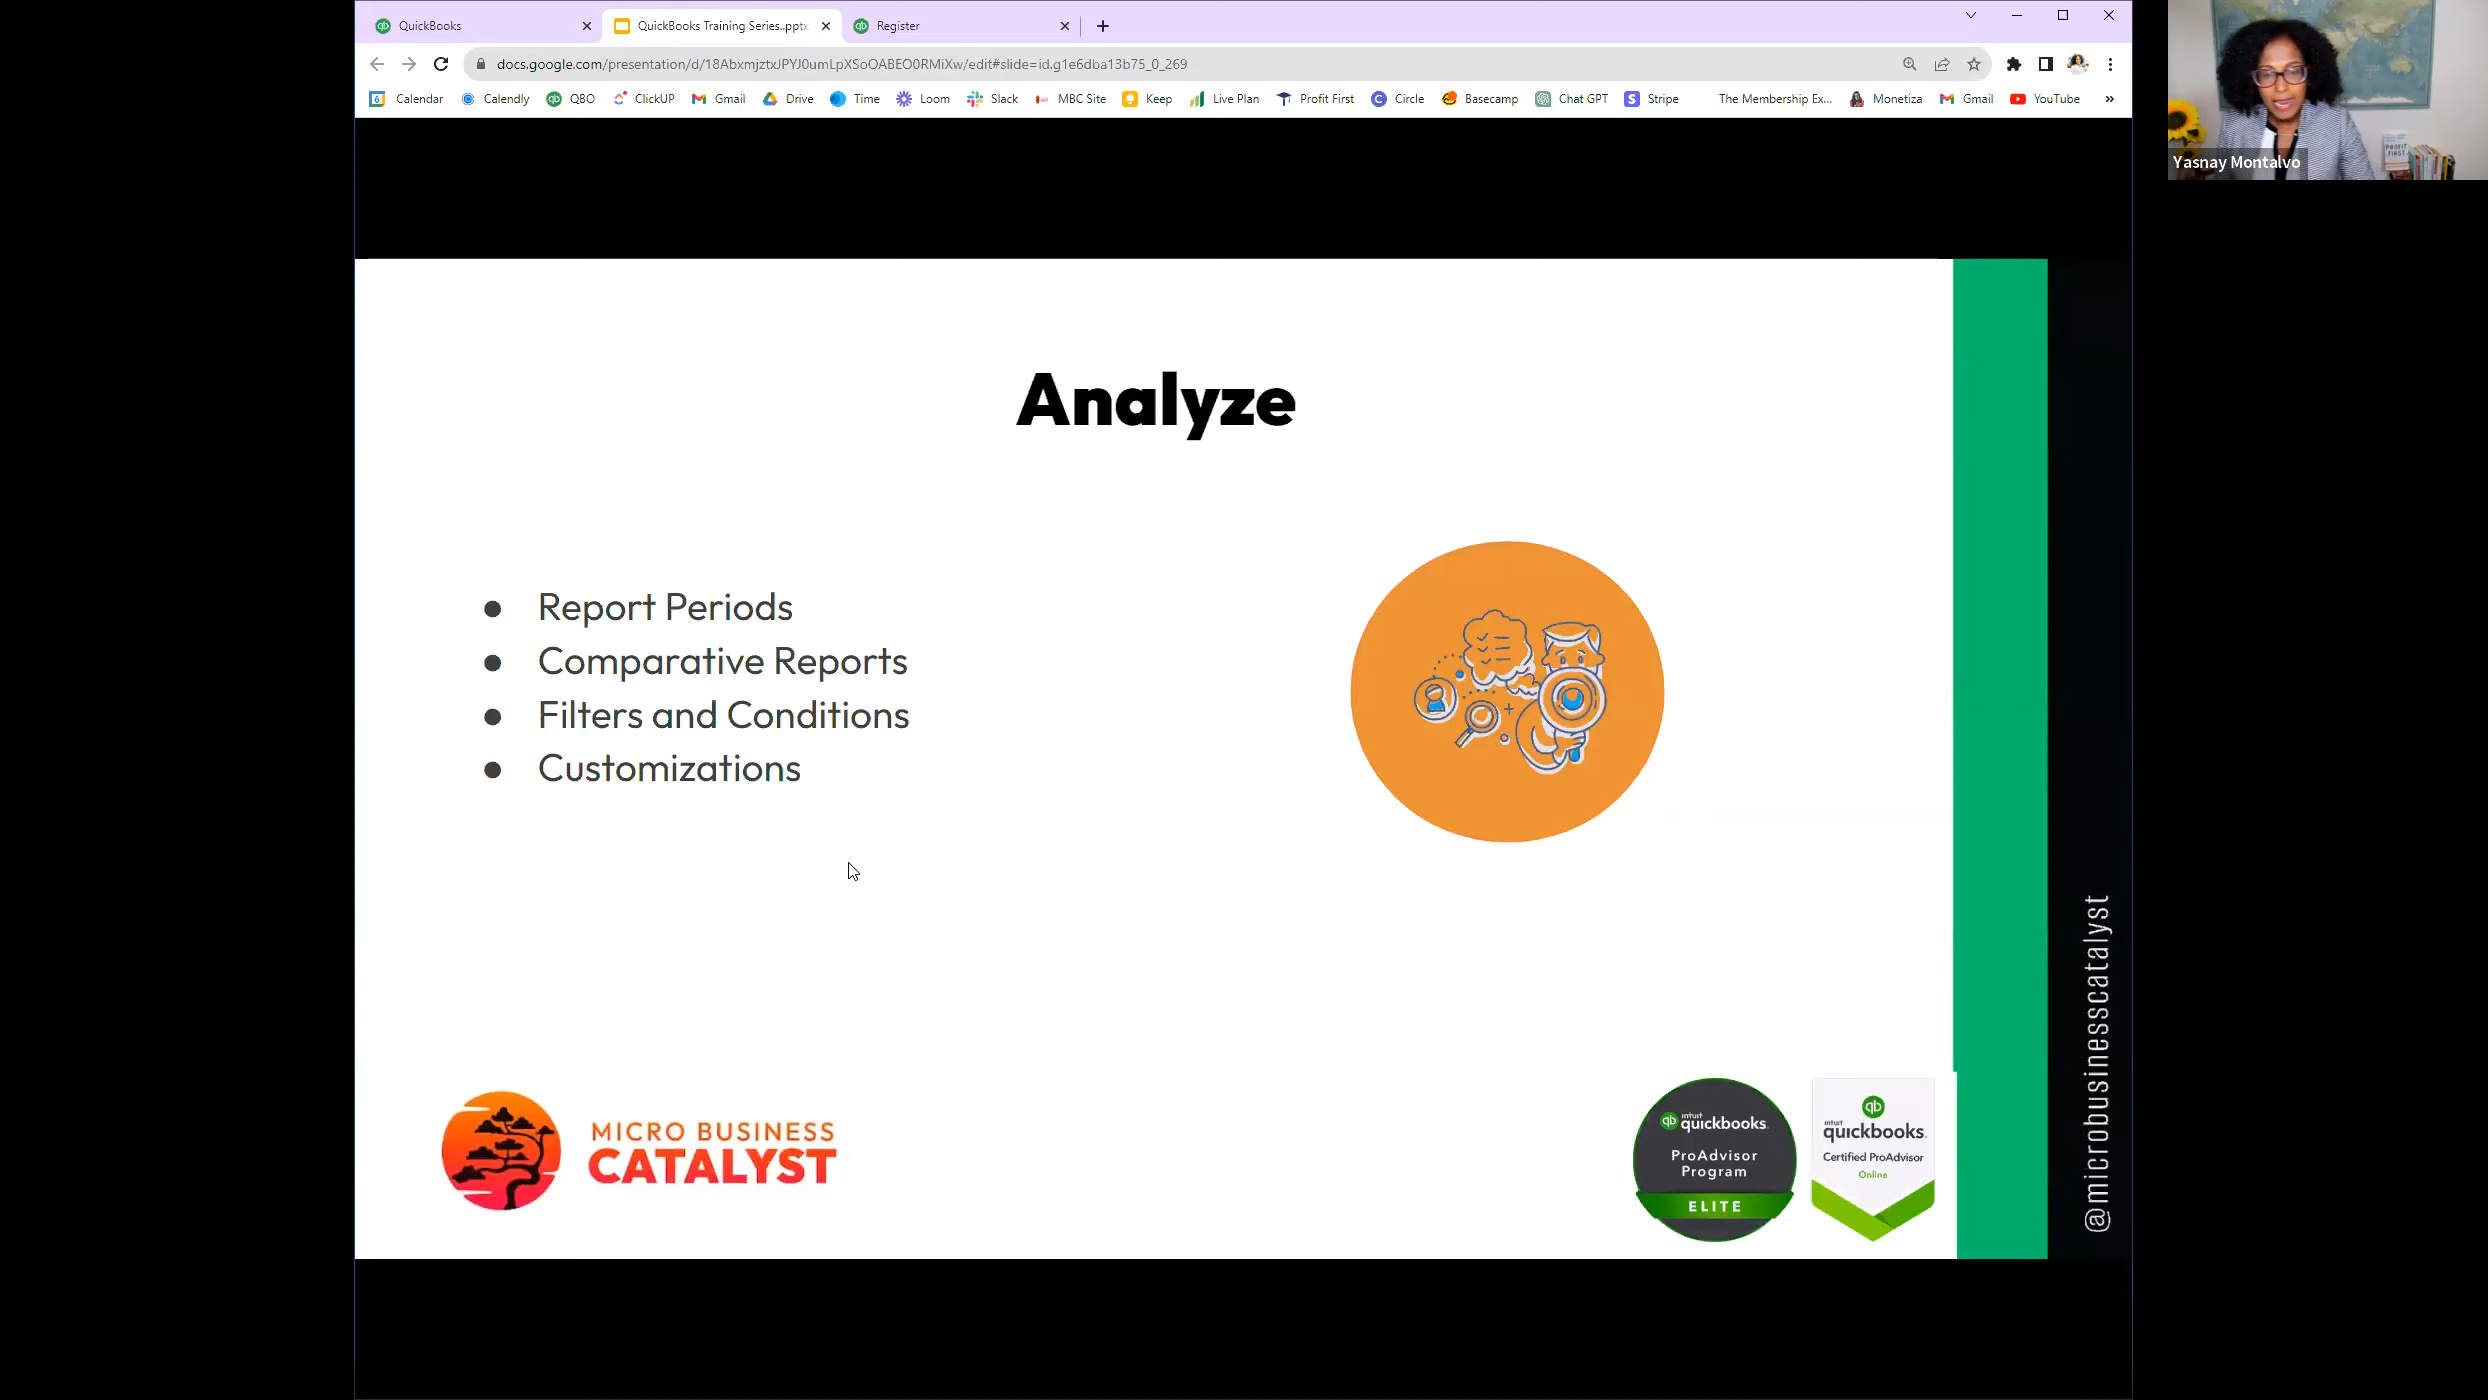 QuickBooks
QuickBooks Training Series..pptx
Register
docs.google.com/presentation/d/18AbxmjztxJPYJ0umLpXSoOABEO0RMiXw/edit#slide=id.g1e6dba13b75_0_269
Calendar Calendly QBO ClickUP Gmail Drive Time Loom Slack MBC Site Keep Live Plan Profit First Circle Basecamp Chat GPT Stripe The Membership Ex... Monetiza Gmail YouTube »
PROFIT
FIRST
Yasnay Montalvo
Analyze
● Report Periods
● Comparative Reports
● Filters and Conditions
● Customizations
MICRO BUSINESS
CATALYST
intuit
quickbooks.
ProAdvisor
Program
ELITE
intuit
quickbooks.
Certified ProAdvisor
Online
@microbusinesscatalyst